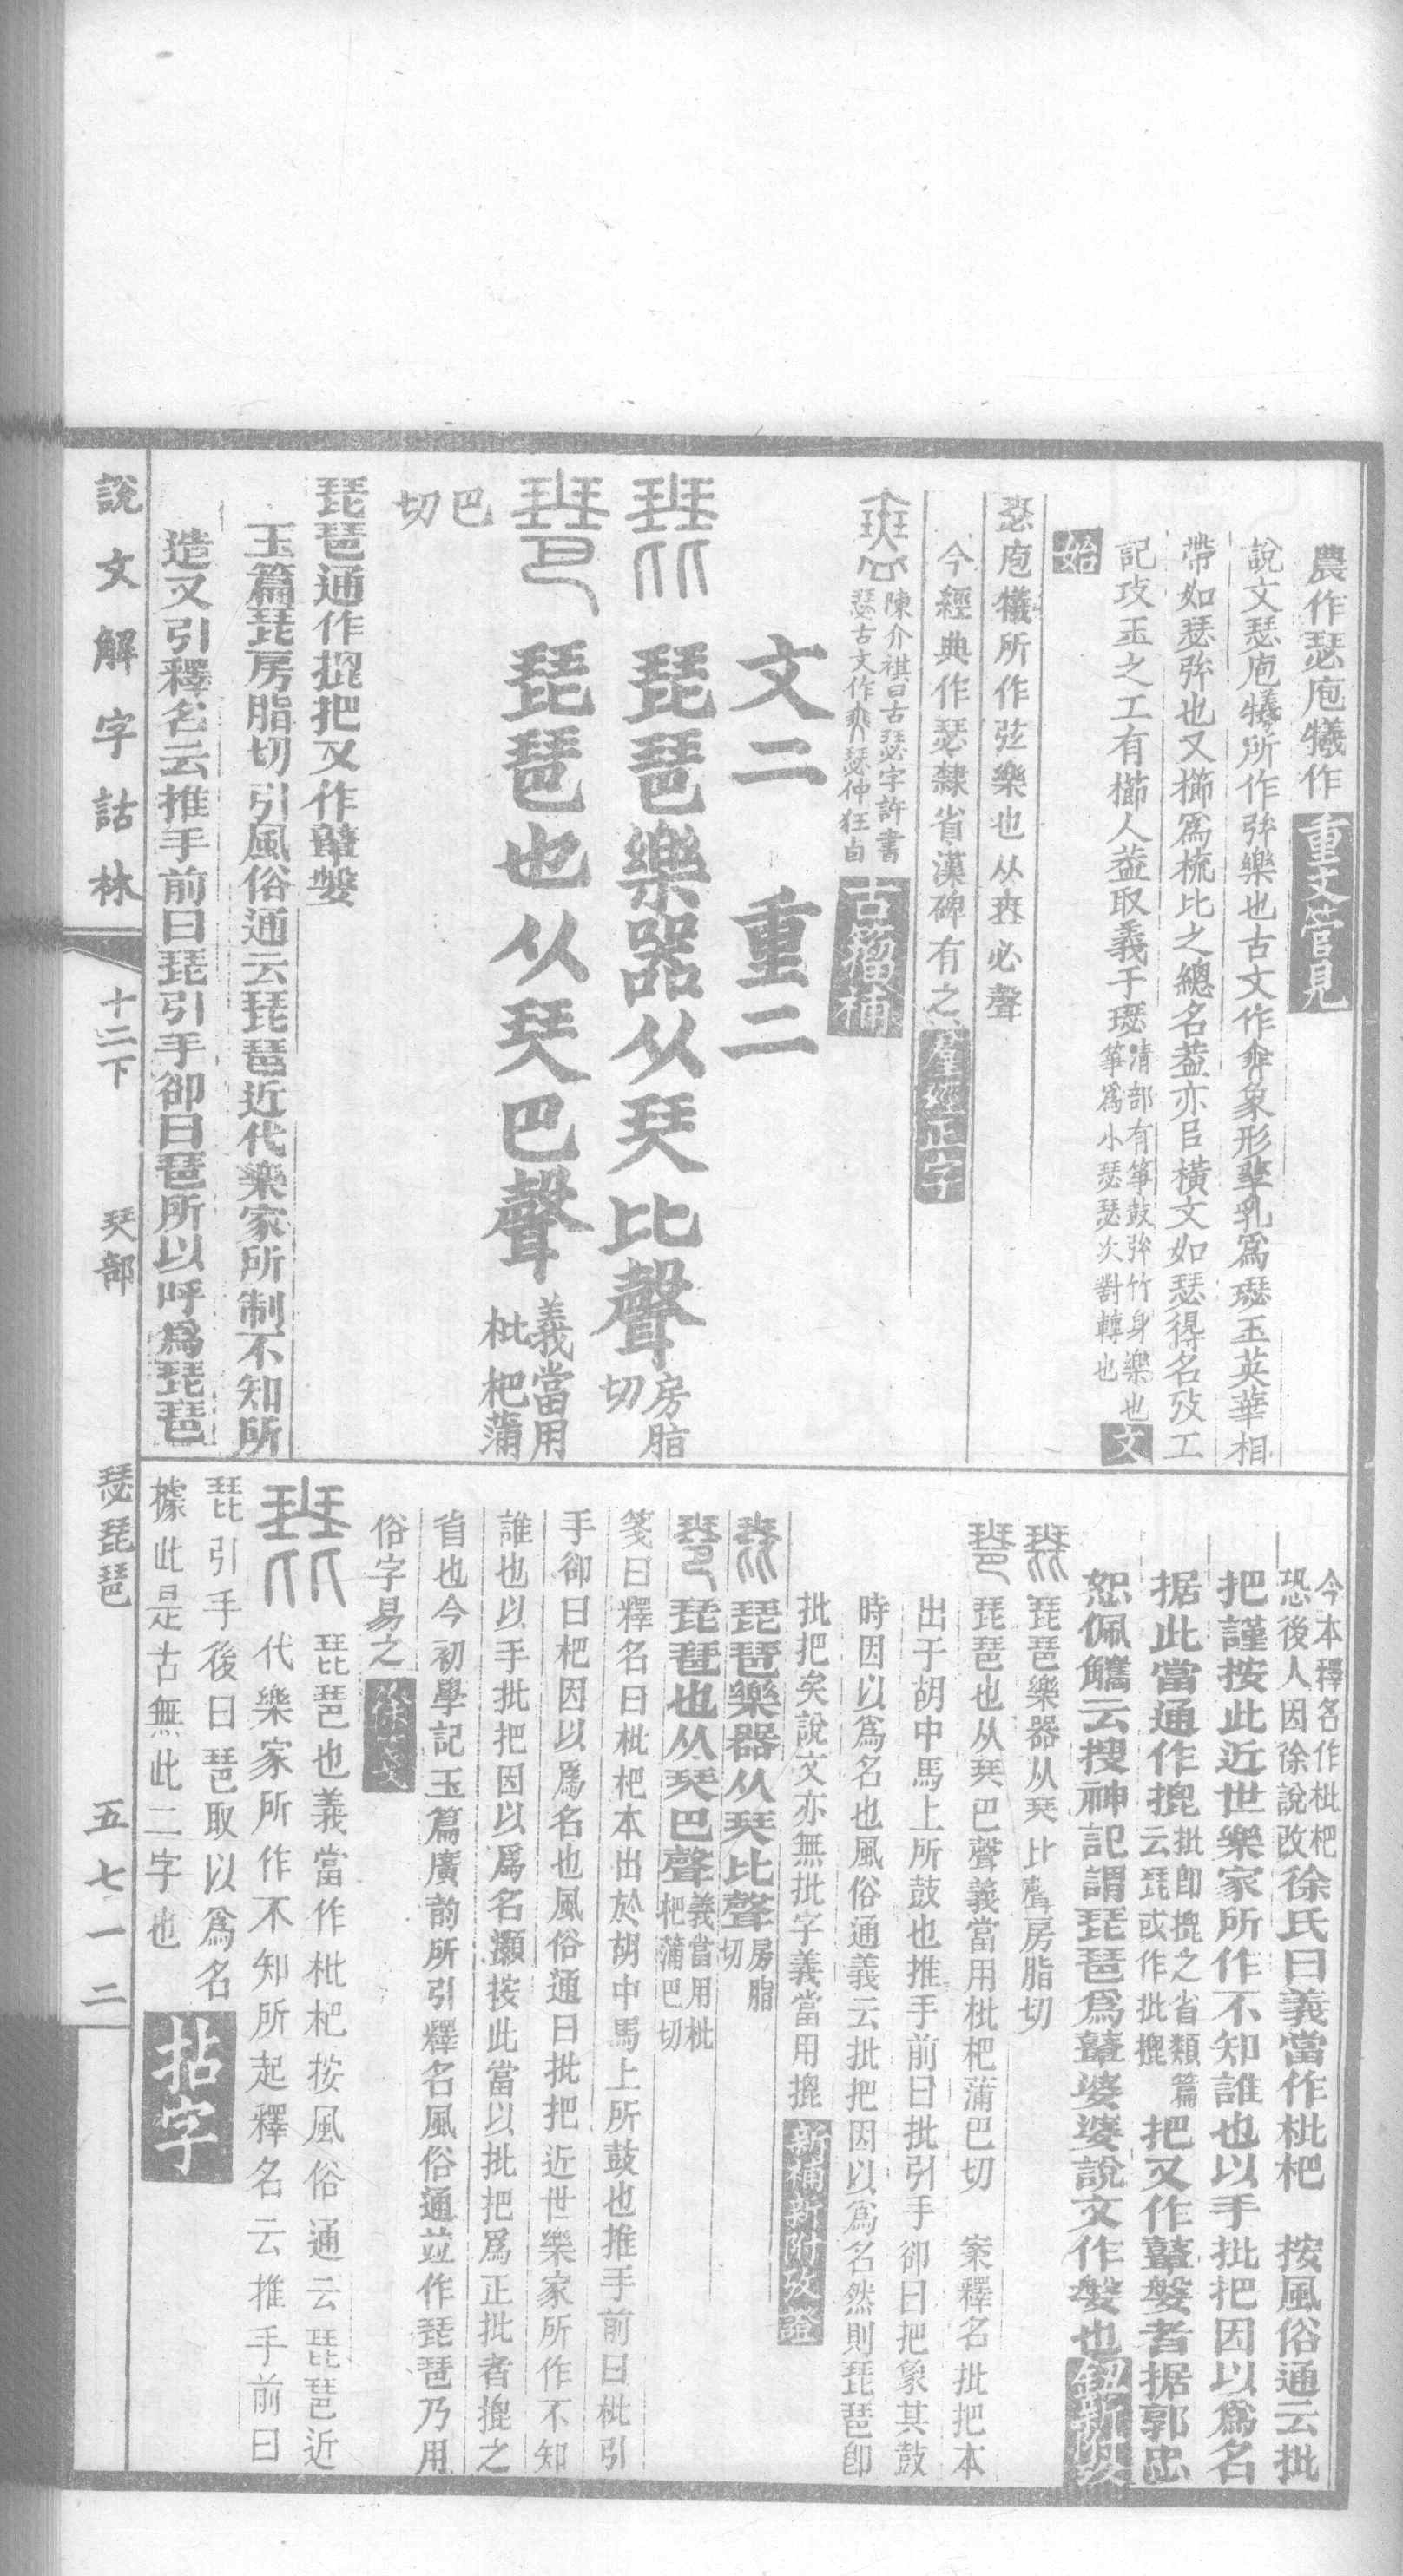 農作瑟庖犧作 重文管見
說文瑟庖犧所作弦樂也古文作𠁁象形孳乳爲璱玉英華相
帶如瑟弦也又櫛爲梳比之總名蓋亦㠯橫文如瑟得名攷工
記攻玉之工有櫛人蓋取義于璱 清部有箏鼓弦竹身樂也
箏爲小瑟瑟次對轉也 文
始
瑟庖犧所作弦樂也从珡必聲
今經典作瑟隸省漢碑有之 羣經正字
陳介祺曰古瑟字許書
瑟古文作 瑟仲狂卣 古籀補
文二 重二
琵琶樂器从珡比聲 房脂
切
琵琶也从珡巴聲 義當用
枇杷蒲
巴
切
琵琶通作㨽把又作鼙婆
玉篇琵房脂切引風俗通云琵琶近代樂家所制不知所
造又引釋名云推手前曰琵引手卻曰琶所以呼爲琵琶
今本釋名作枇杷
恐後人因徐說改 徐氏曰義當作枇杷 按風俗通云批
把謹按此近世樂家所作不知誰也以手批把因以爲名
据此當通作㨽 批卽㨽之省類篇
云琵或作批㨽 把又作鼙婆者据郭忠
恕佩觿云搜神記謂琵琶爲鼙婆婆說文作媻也 鈕新附攷
琵琶樂器从珡比聲房脂切
琵琶也从珡巴聲義當用枇杷蒲巴切 案釋名批把本
出于胡中馬上所鼓也推手前曰批引手卻曰把象其鼓
時因以爲名也風俗通義云批把因以爲名然則琵琶卽
批把矣說文亦無批字義當用㨽 新補新附攷證
琵琶樂器从珡比聲 房脂
切
琵琶也从珡巴聲 義當用枇
杷蒲巴切
箋曰釋名曰枇杷本出於胡中馬上所鼓也推手前曰枇引
手卻曰杷因以爲名也風俗通曰批把近世樂家所作不知
誰也以手批把因以爲名灝按此當以批把爲正批者㨽之
省也今初學記玉篇廣韵所引釋名風俗通並作琵琶乃用
俗字易之 徐箋
琵琶也義當作枇杷按風俗通云琵琶近
代樂家所作不知所起釋名云推手前曰
琵引手後曰琶取以爲名
據此是古無此二字也 拈字
說文解字詁林 十二下 珡部 瑟琵琶 五七一二